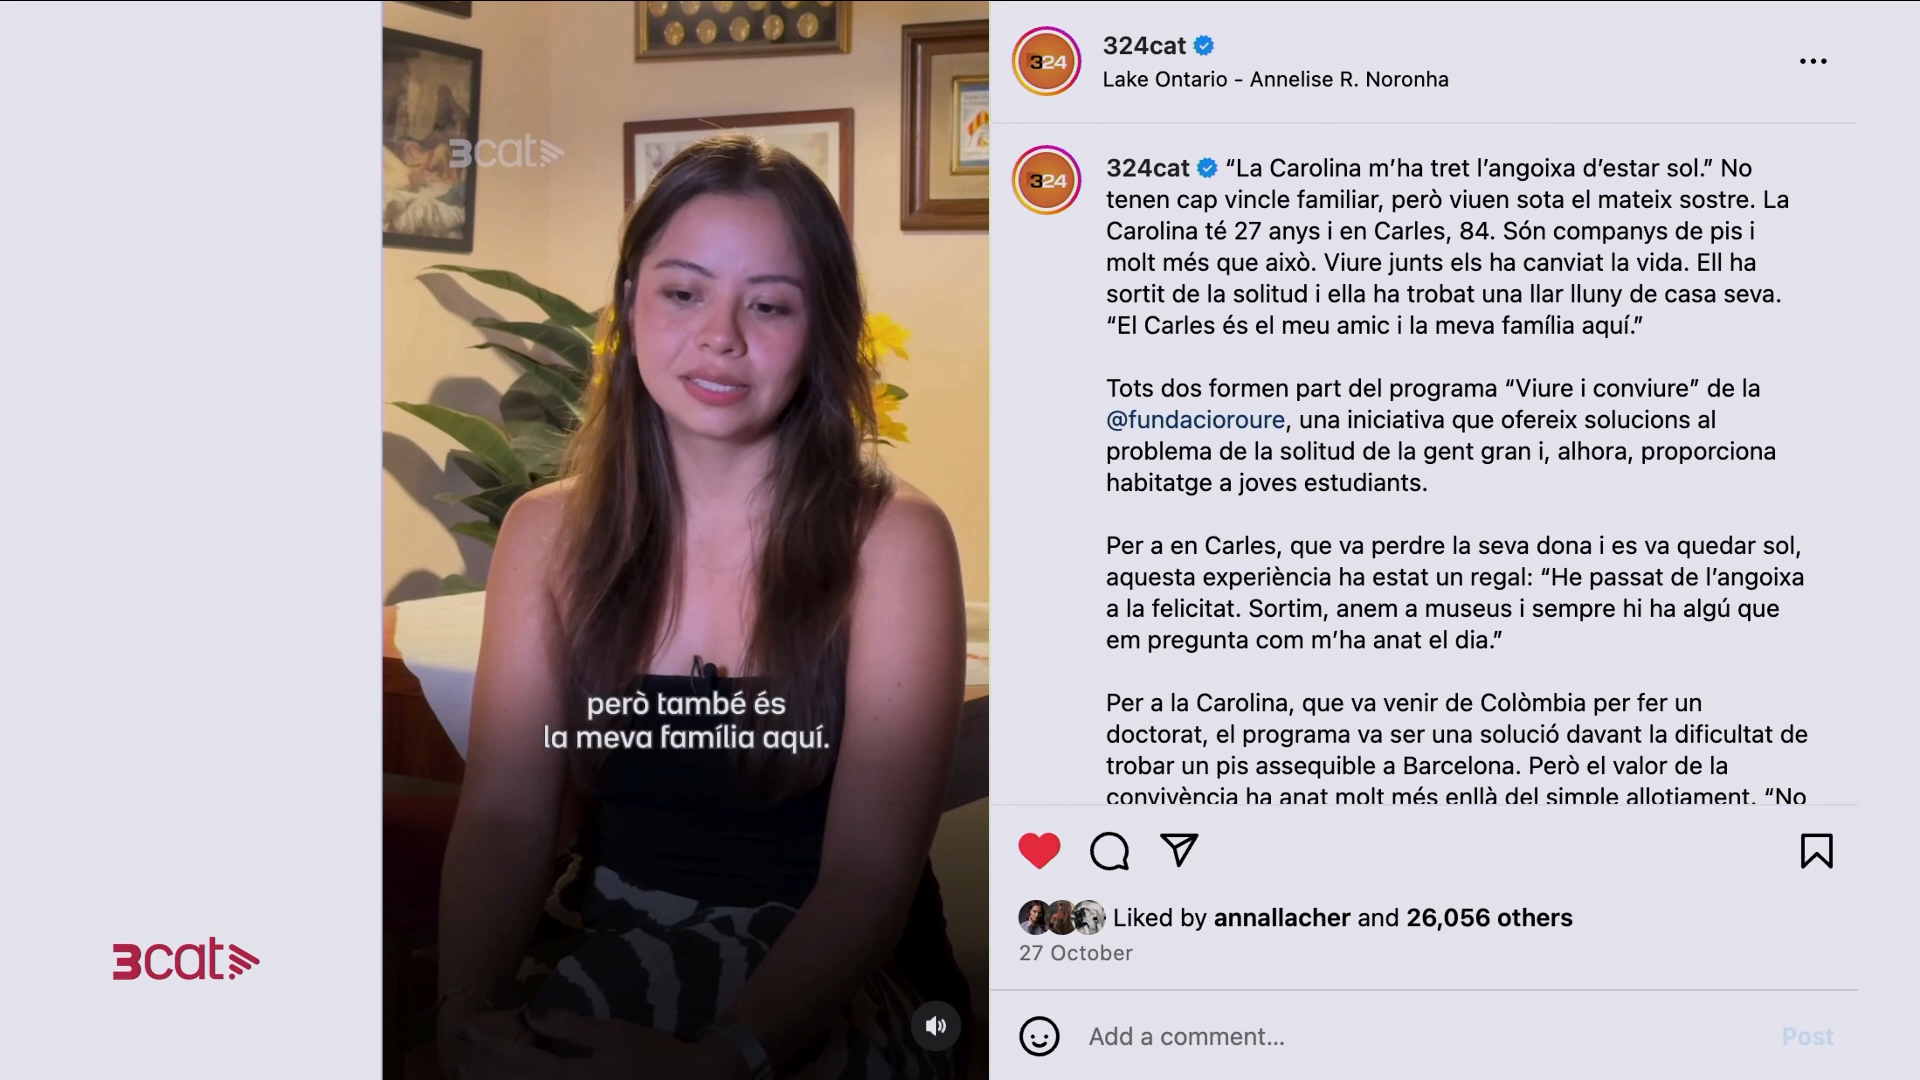 3cat
però també és
la meva família aquí.
3cat
324
324cat
Lake Ontario - Annelise R. Noronha
324
324cat “La Carolina m’ha tret l’angoixa d’estar sol.” No
tenen cap vincle familiar, però viuen sota el mateix sostre. La
Carolina té 27 anys i en Carles, 84. Són companys de pis i
molt més que això. Viure junts els ha canviat la vida. Ell ha
sortit de la solitud i ella ha trobat una llar lluny de casa seva.
“El Carles és el meu amic i la meva família aquí.”
Tots dos formen part del programa “Viure i conviure” de la
@fundacioroure, una iniciativa que ofereix solucions al
problema de la solitud de la gent gran i, alhora, proporciona
habitatge a joves estudiants.
Per a en Carles, que va perdre la seva dona i es va quedar sol,
aquesta experiència ha estat un regal: “He passat de l’angoixa
a la felicitat. Sortim, anem a museus i sempre hi ha algú que
em pregunta com m’ha anat el dia.”
Per a la Carolina, que va venir de Colòmbia per fer un
doctorat, el programa va ser una solució davant la dificultat de
trobar un pis assequible a Barcelona. Però el valor de la
convivència ha anat molt més enllà del simple allotjament. “No
Liked by annallacher and 26,056 others
27 October
Add a comment...
Post